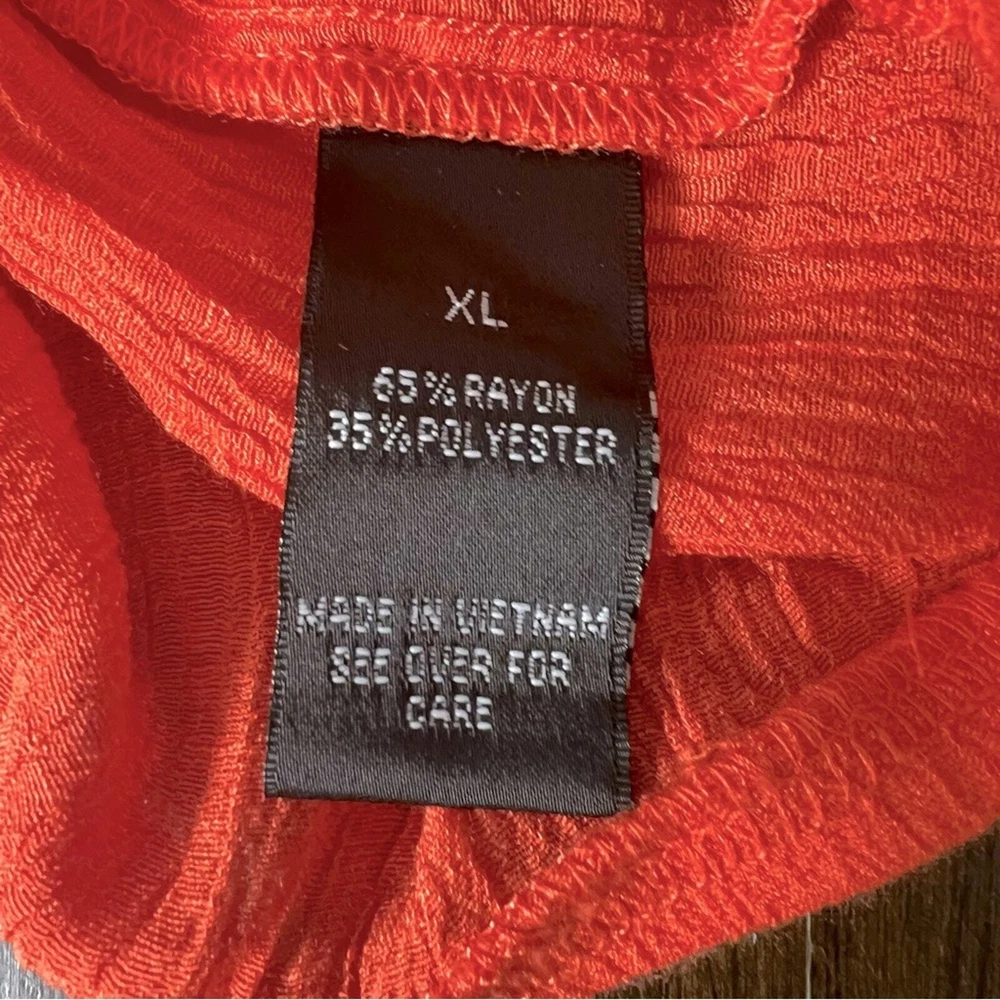 XL
65% RAYON
35% POLYESTER
MADE IN VIETNAM
SEE OVER FOR
CARE